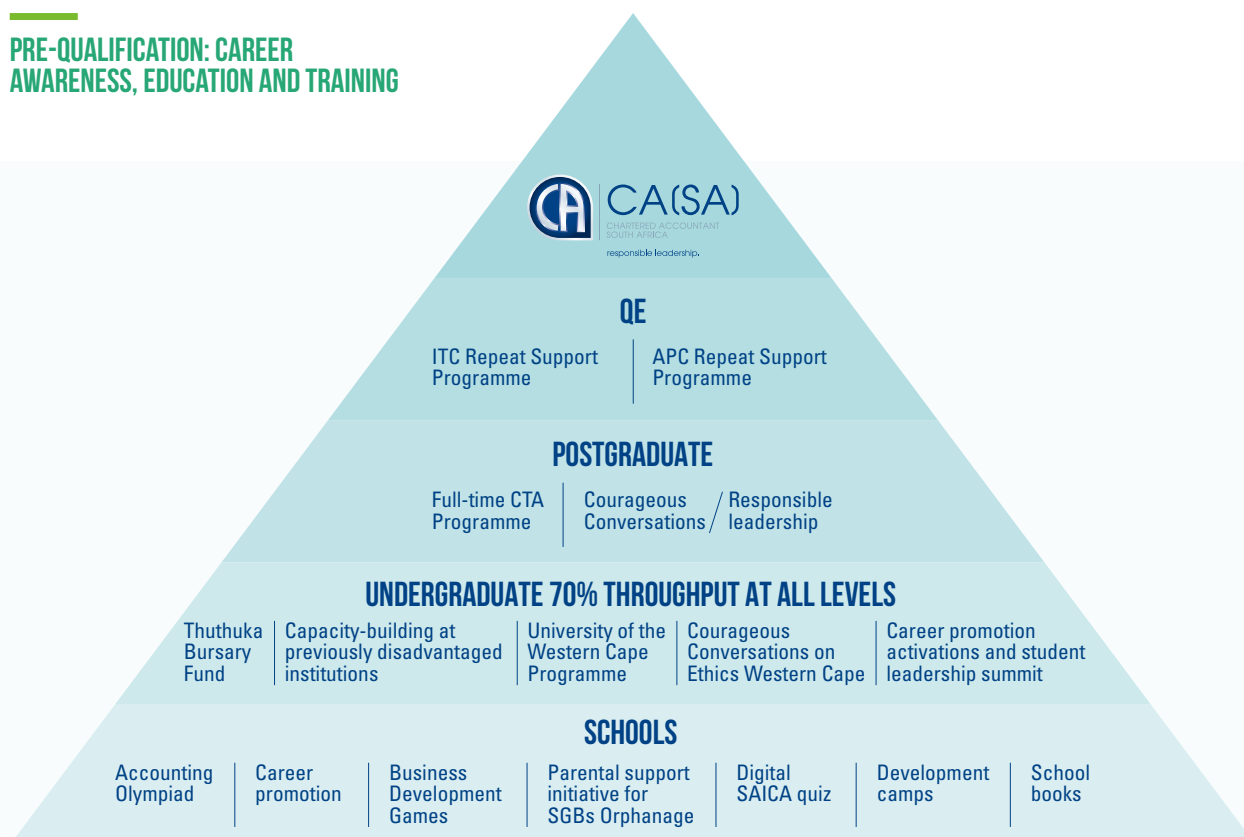 PRE-QUALIFICATION: CAREER
AWARENESS, EDUCATION AND TRAINING
CA
CA(SA)
CHARTERED ACCOUNTANT
SOUTH AFRICA
responsible leadership.
QE
ITC Repeat Support
Programme
APC Repeat Support
Programme
POSTGRADUATE
Full-time CTA
Programme
Courageous
Conversations /
Responsible
leadership
UNDERGRADUATE 70% THROUGHPUT AT ALL LEVELS
Thuthuka
Bursary
Fund
Capacity-building at
previously disadvantaged
institutions
University of the
Western Cape
Programme
Courageous
Conversations on
Ethics Western Cape
Career promotion
activations and student
leadership summit
SCHOOLS
Accounting
Olympiad
Career
promotion
Business
Development
Games
Parental support
initiative for
SGBs Orphanage
Digital
SAICA quiz
Development
camps
School
books